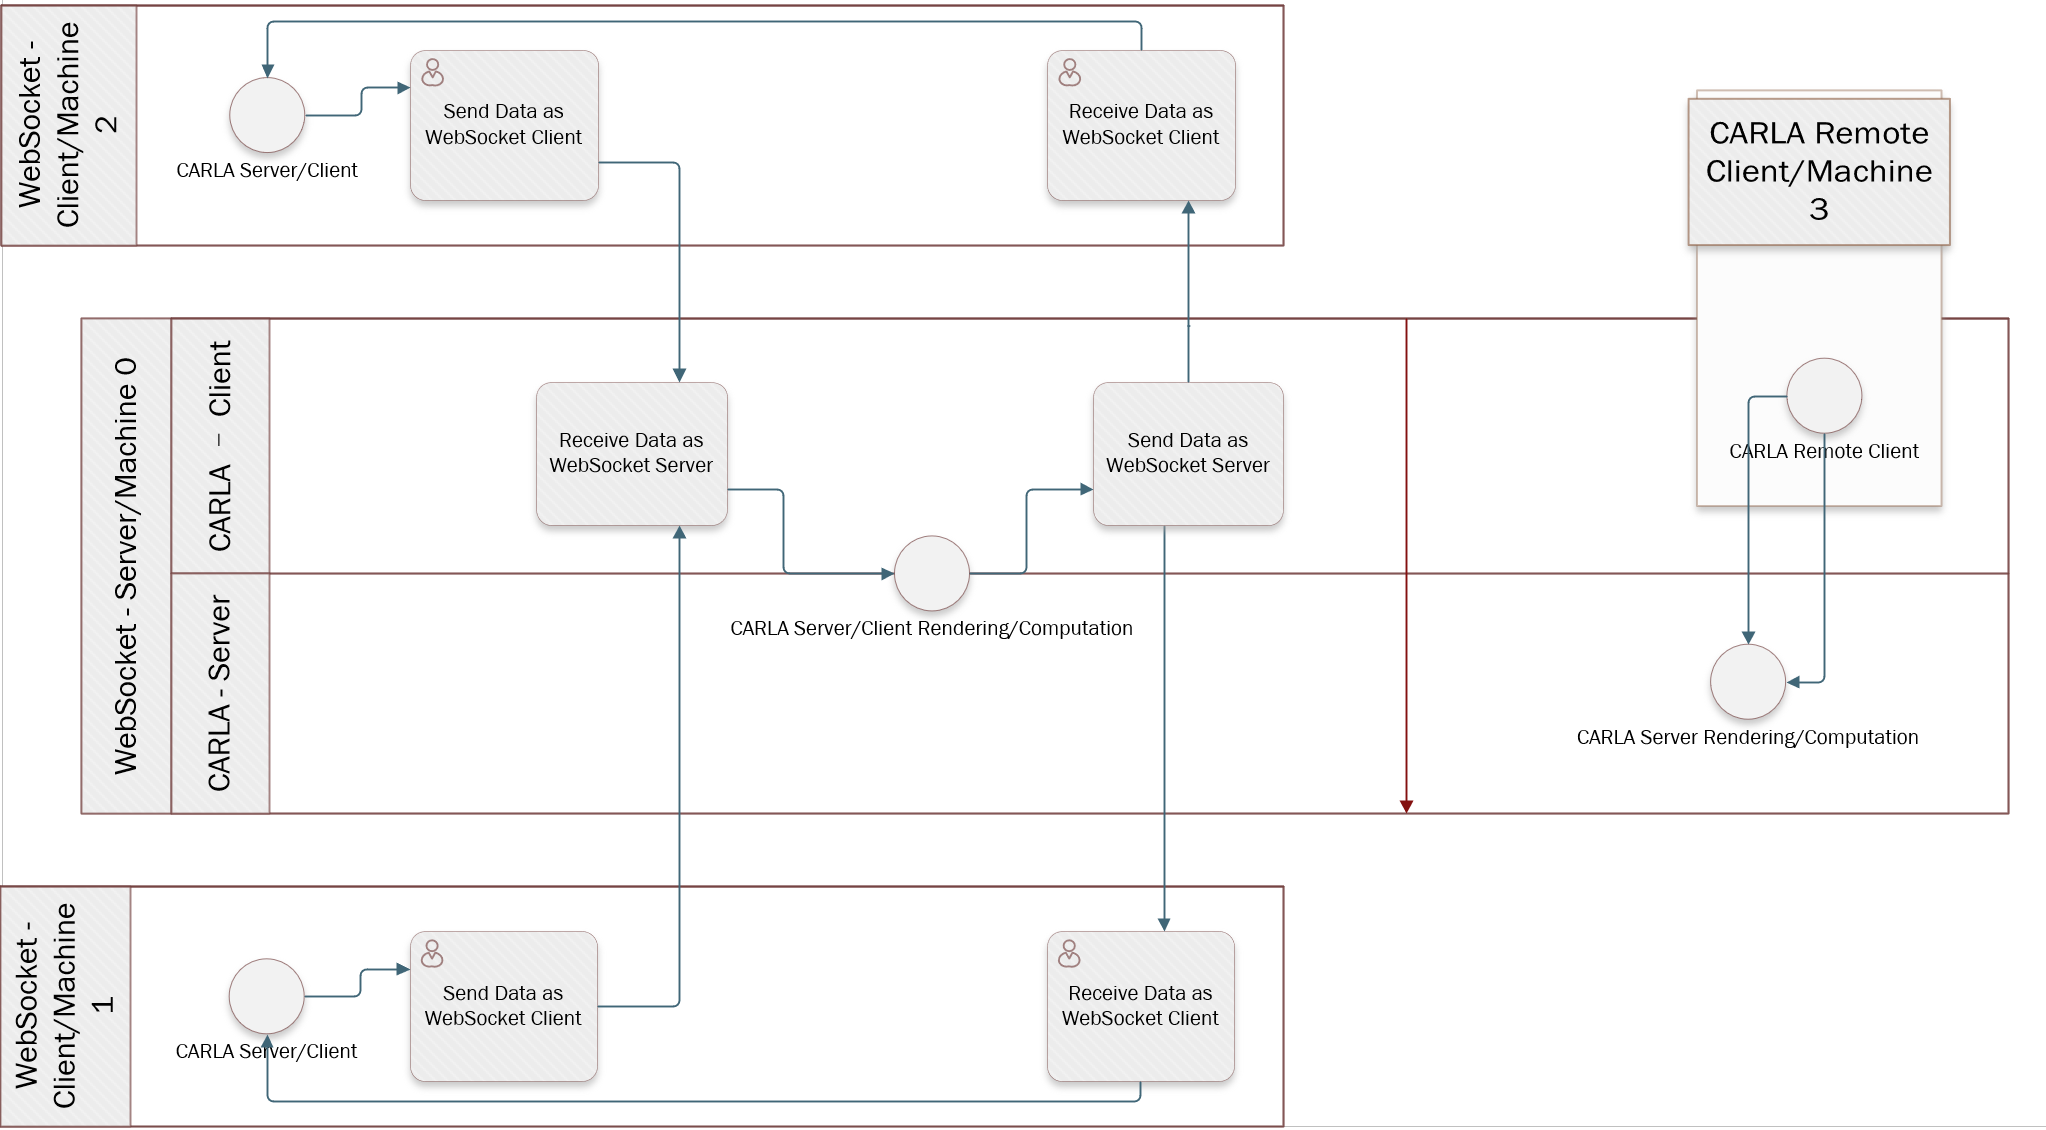 WebSocket -
Client/Machine
2
CARLA Server/Client
Send Data as
WebSocket Client
Receive Data as
WebSocket Client
CARLA Remote
Client/Machine
3
WebSocket - Server/Machine 0
CARLA – Client
CARLA - Server
Receive Data as
WebSocket Server
Send Data as
WebSocket Server
CARLA Server/Client Rendering/Computation
CARLA Remote Client
CARLA Server Rendering/Computation
WebSocket -
Client/Machine
1
CARLA Server/Client
Send Data as
WebSocket Client
Receive Data as
WebSocket Client